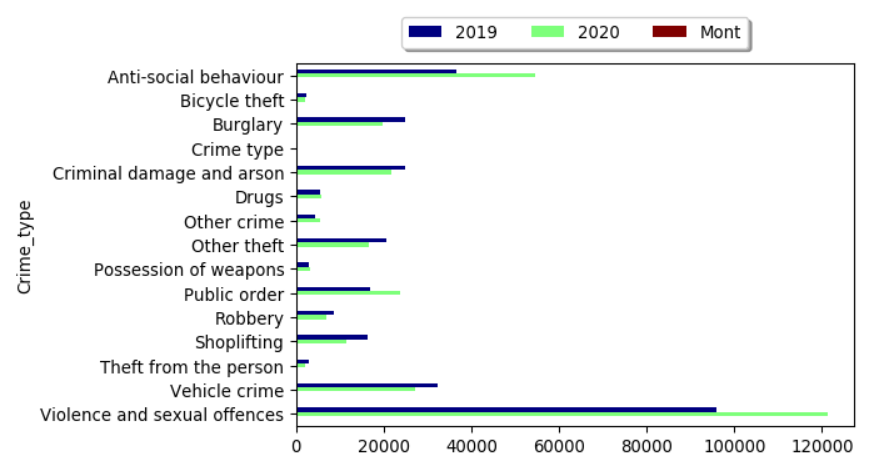 2019 2020 Mont
Anti-social behaviour
Bicycle theft
Burglary
Crime type
Criminal damage and arson
Drugs
Other crime
Other theft
Possession of weapons
Public order
Robbery
Shoplifting
Theft from the person
Vehicle crime
Violence and sexual offences
Crime_type
0 20000 40000 60000 80000 100000 120000